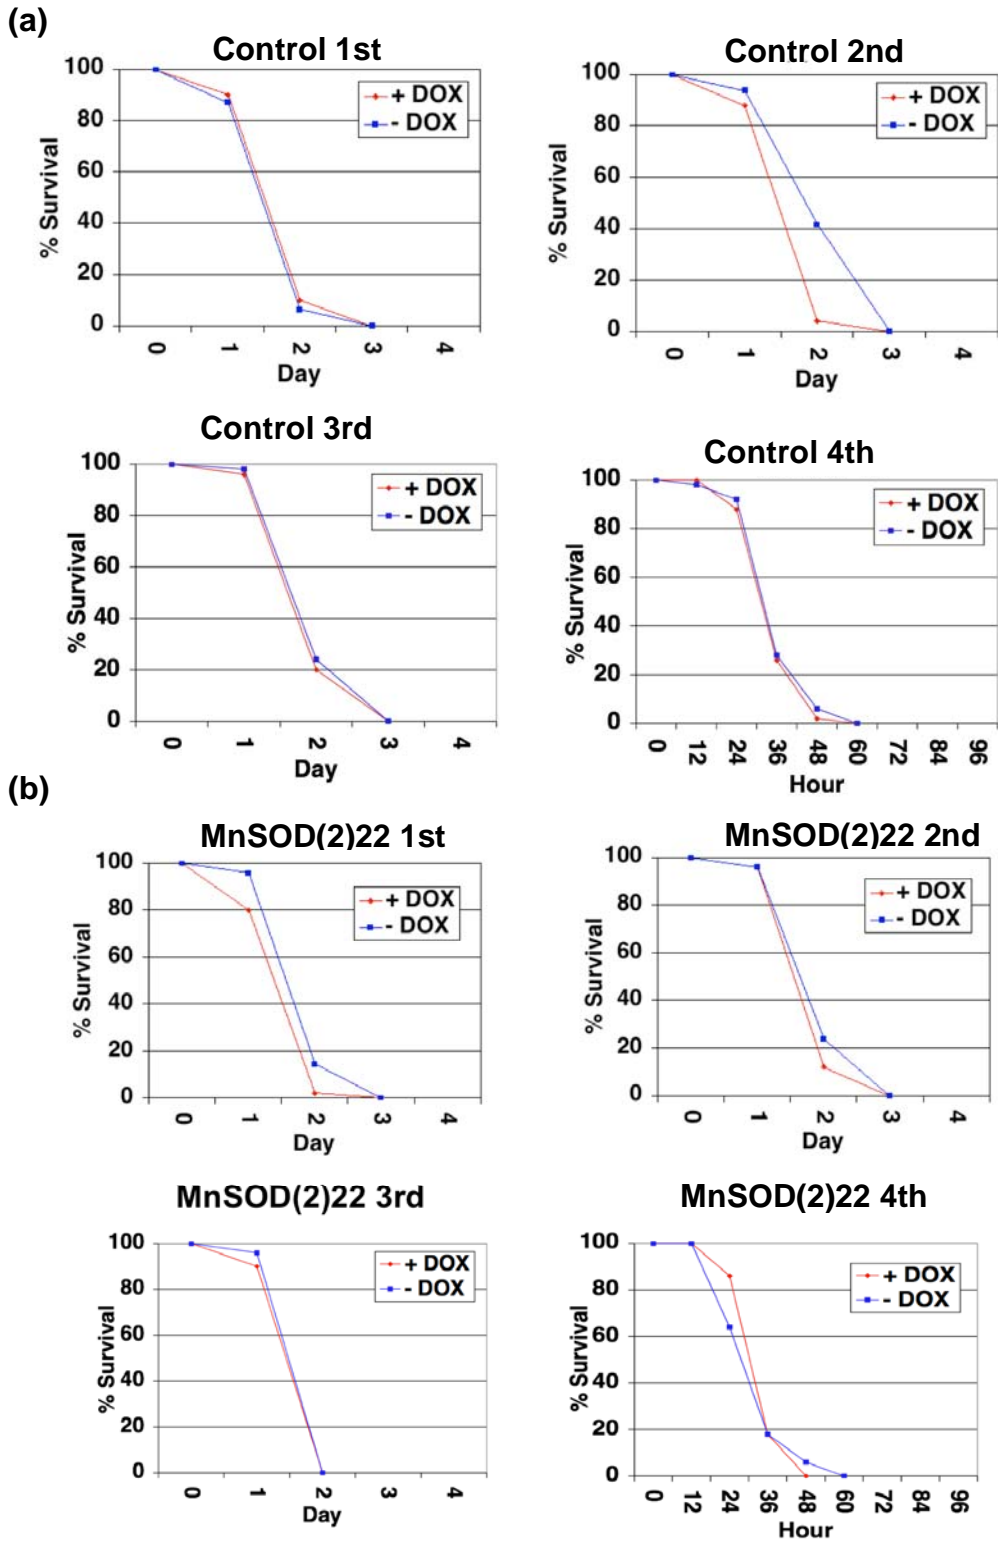 (a)
Control 1st
100
80
60
40
20
0
% Survival
+ DOX
- DOX
0 1 2 3 4
Day
Control 2nd
100
80
60
40
20
0
% Survival
+ DOX
- DOX
0 1 2 3 4
Day
Control 3rd
100
80
60
40
20
0
% Survival
+ DOX
- DOX
0 1 2 3 4
Day
Control 4th
100
80
60
40
20
0
% Survival
+ DOX
- DOX
0 12 24 36 48 60 72 84 96
Hour
(b)
MnSOD(2)22 1st
100
80
60
40
20
0
% Survival
+ DOX
- DOX
0 1 2 3 4
Day
MnSOD(2)22 2nd
100
80
60
40
20
0
% Survival
+ DOX
- DOX
0 1 2 3 4
Day
MnSOD(2)22 3rd
100
80
60
40
20
0
% Survival
+ DOX
- DOX
0 1 2 3 4
Day
MnSOD(2)22 4th
100
80
60
40
20
0
% Survival
+ DOX
- DOX
0 12 24 36 48 60 72 84 96
Hour